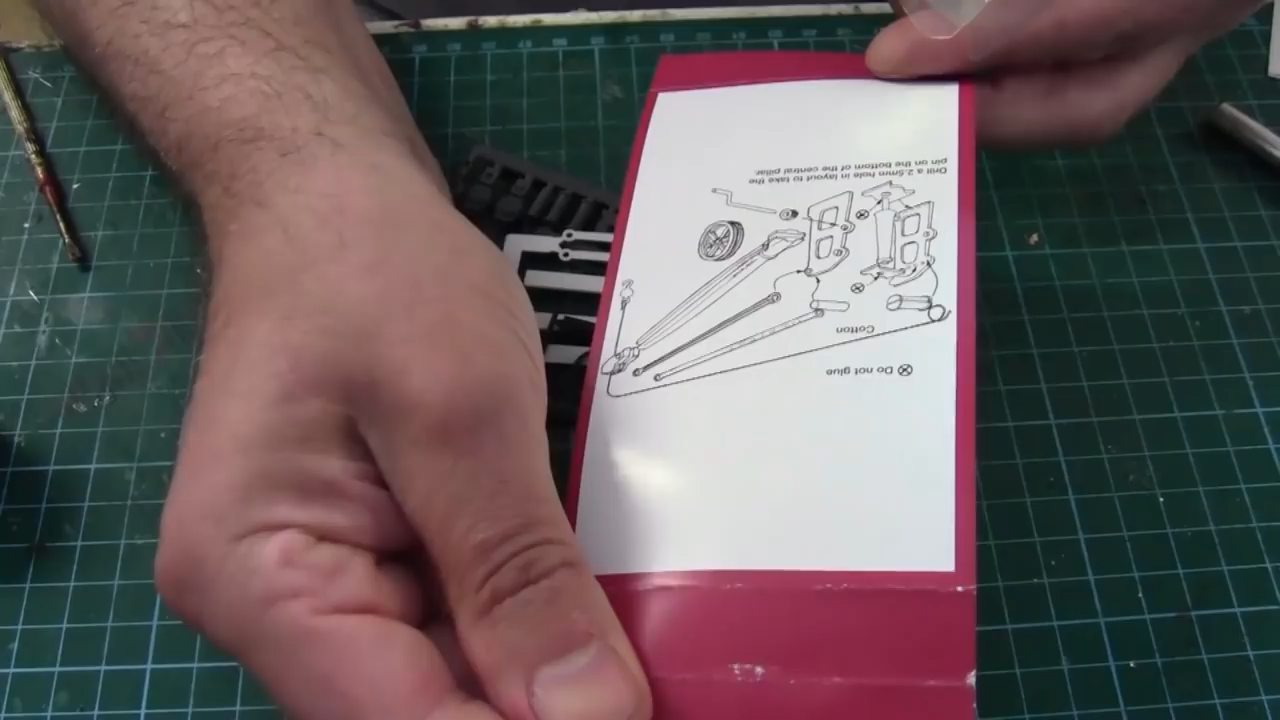 ⊗ Do not glue
Cotton
Drill a 2.5mm hole in layout to take the
pin on the bottom of the central pillar.